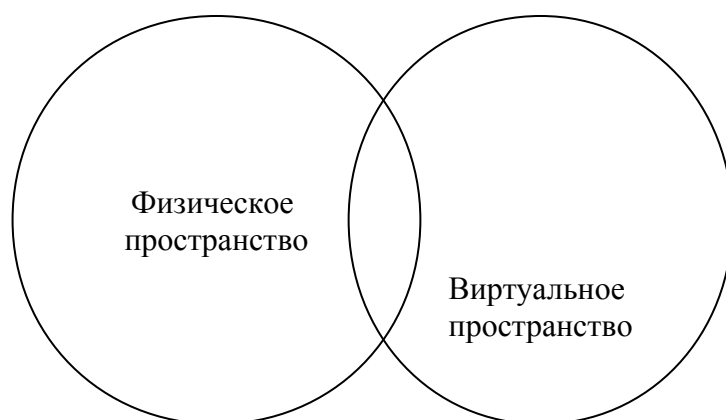 Физическое
пространство
Виртуальное
пространство